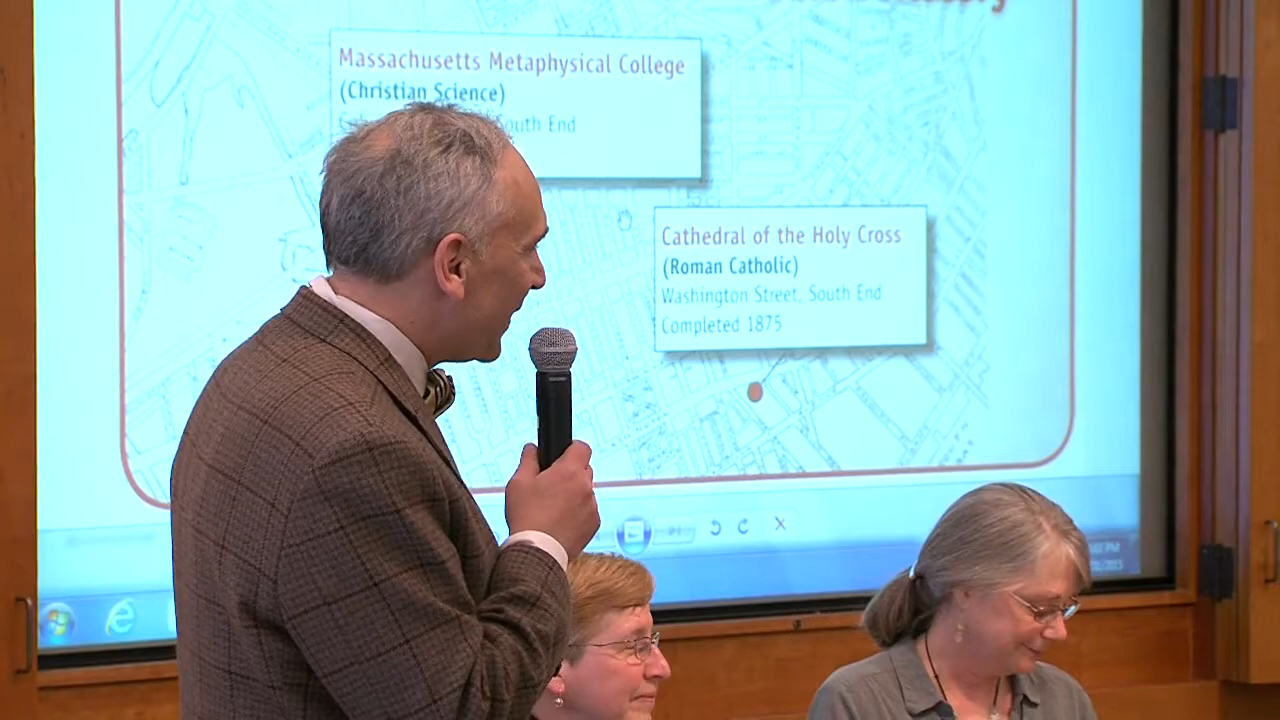 Massachusetts Metaphysical College
(Christian Science)
South End
Cathedral of the Holy Cross
(Roman Catholic)
Washington Street, South End
Completed 1875